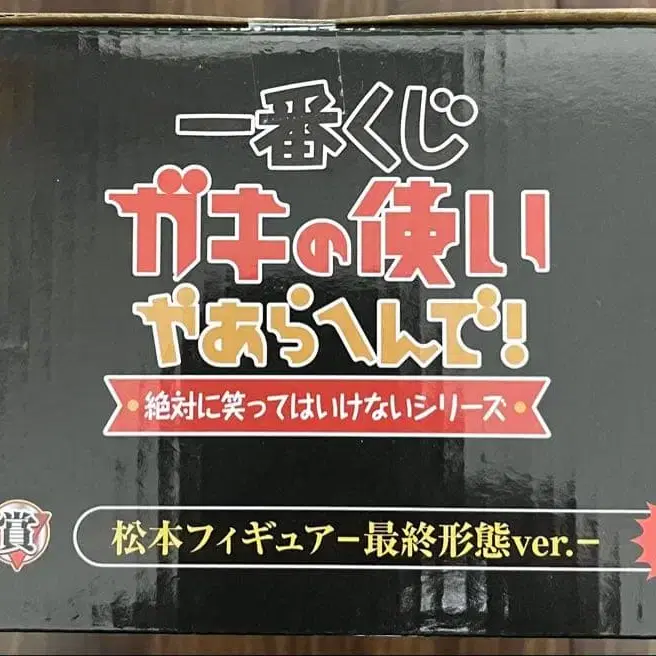 一番くじ
ガキの使い
やあらへんで!
絶対に笑ってはいけないシリーズ
賞
松本フィギュアー最終形態ver.ー